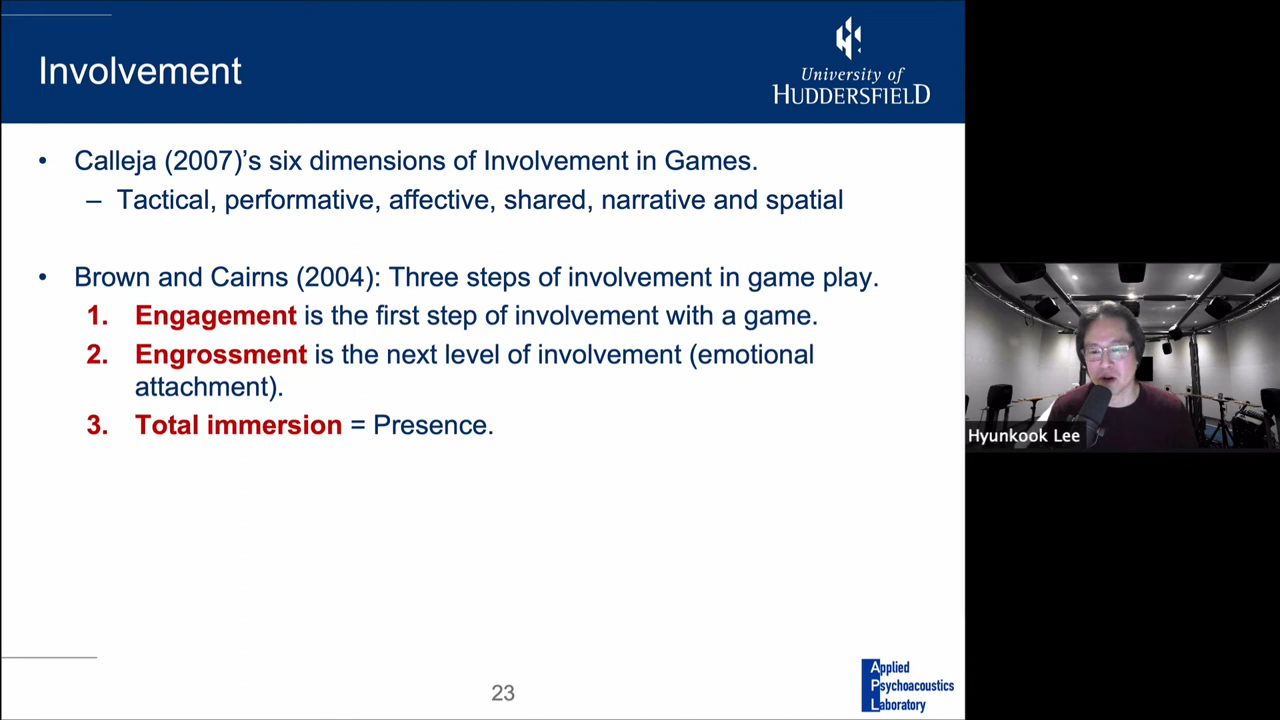 Involvement
University of
HUDDERSFIELD
• Calleja (2007)’s six dimensions of Involvement in Games.
– Tactical, performative, affective, shared, narrative and spatial
• Brown and Cairns (2004): Three steps of involvement in game play.
1. Engagement is the first step of involvement with a game.
2. Engrossment is the next level of involvement (emotional
attachment).
3. Total immersion = Presence.
Hyunkook Lee
23
Applied
Psychoacoustics
Laboratory